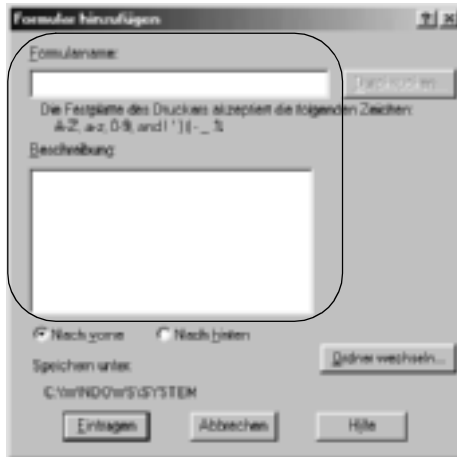 Formular hinzufügen
Formularname:
Durchsuchen...
Die Festplatte des Druckers akzeptiert die folgenden Zeichen:
A-Z, a-z, 0-9, and
Beschreibung:
Nach vorne Nach hinten
Speichern unter:
C:\WINDOWS\SYSTEM
Ordner wechseln...
Eintragen Abbrechen Hilfe